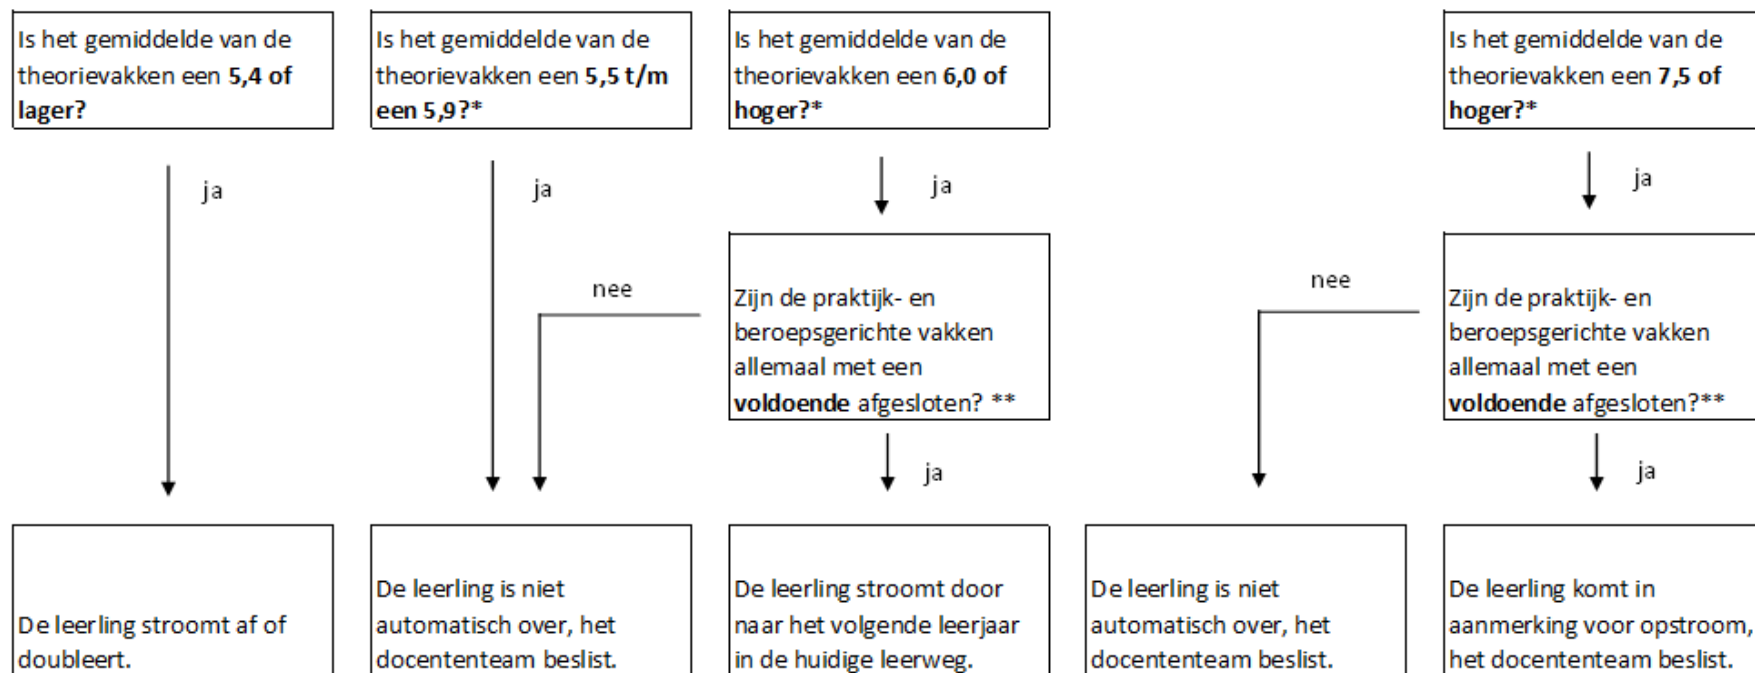 Is het gemiddelde van de
theorievakken een 5,4 of
lager?
Is het gemiddelde van de
theorievakken een 5,5 t/m
een 5,9?*
Is het gemiddelde van de
theorievakken een 6,0 of
hoger?*
Is het gemiddelde van de
theorievakken een 7,5 of
hoger?*
ja
ja
ja
ja
nee
Zijn de praktijk- en
beroepsgerichte vakken
allemaal met een
voldoende afgesloten? **
nee
Zijn de praktijk- en
beroepsgerichte vakken
allemaal met een
voldoende afgesloten?**
ja
ja
De leerling stroomt af of
doubleert.
De leerling is niet
automatisch over, het
docententeam beslist.
De leerling stroomt door
naar het volgende leerjaar
in de huidige leerweg.
De leerling is niet
automatisch over, het
docententeam beslist.
De leerling komt in
aanmerking voor opstroom,
het docententeam beslist.